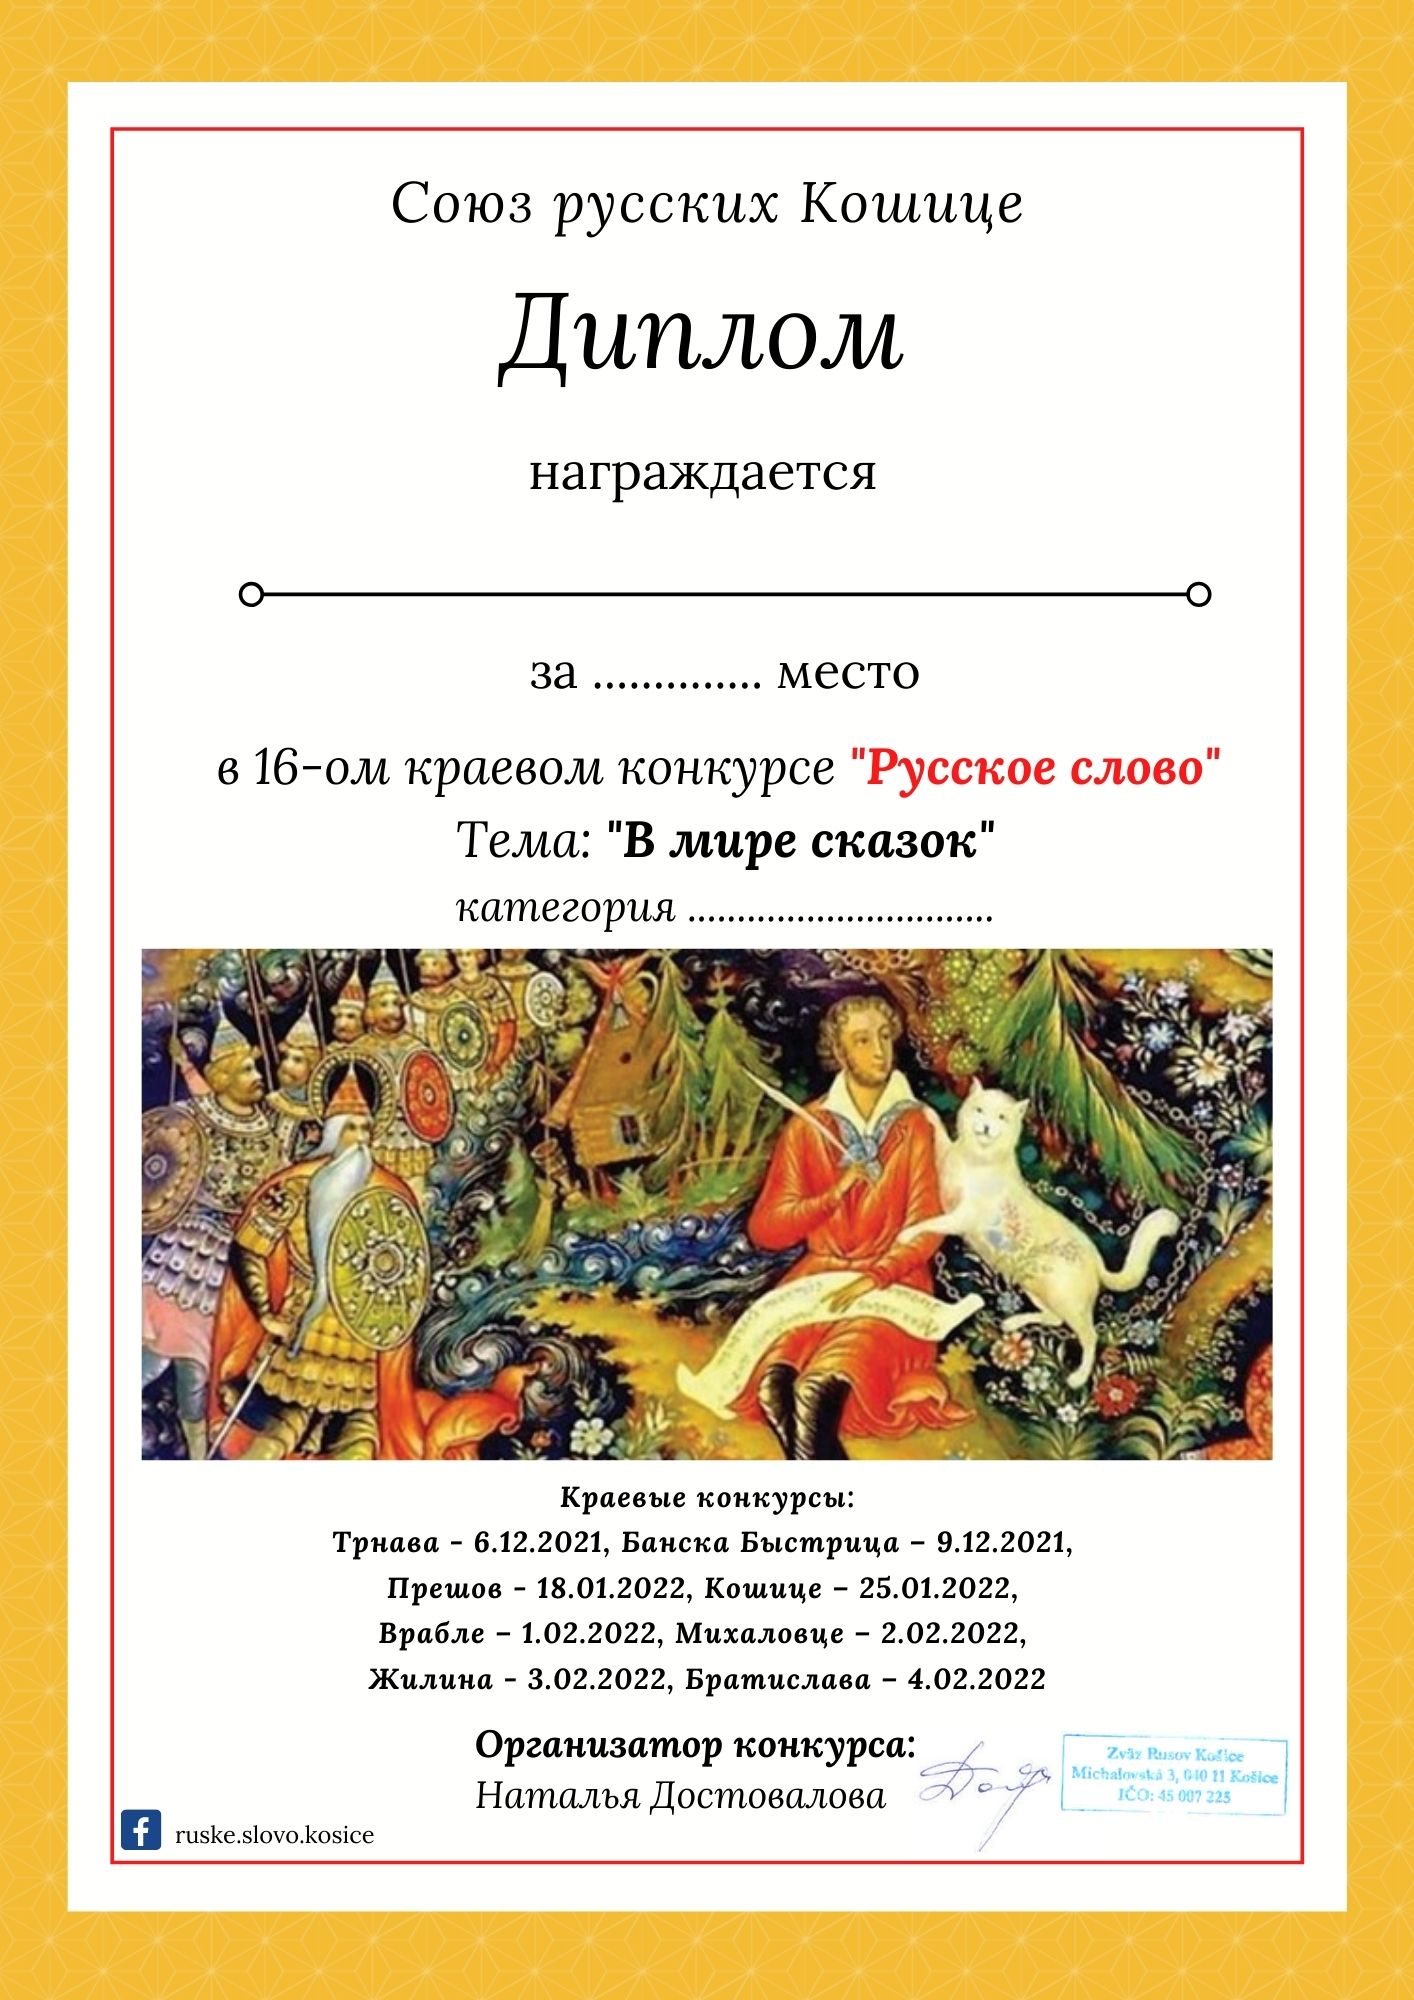 Союз русских Кошице
Диплом
награждается
за .............. место
в 16-ом краевом конкурсе "Русское слово"
Тема: "В мире сказок"
категория ...............................
Краевые конкурсы:
Трнава - 6.12.2021, Банска Быстрица – 9.12.2021,
Прешов - 18.01.2022, Кошице – 25.01.2022,
Врабле – 1.02.2022, Михаловце – 2.02.2022,
Жилина - 3.02.2022, Братислава – 4.02.2022
Организатор конкурса:
Наталья Достовалова
Zväz Rusov Košice
Michalovská 3, 040 11 Košice
IČO: 45 007 225
ruske.slovo.kosice